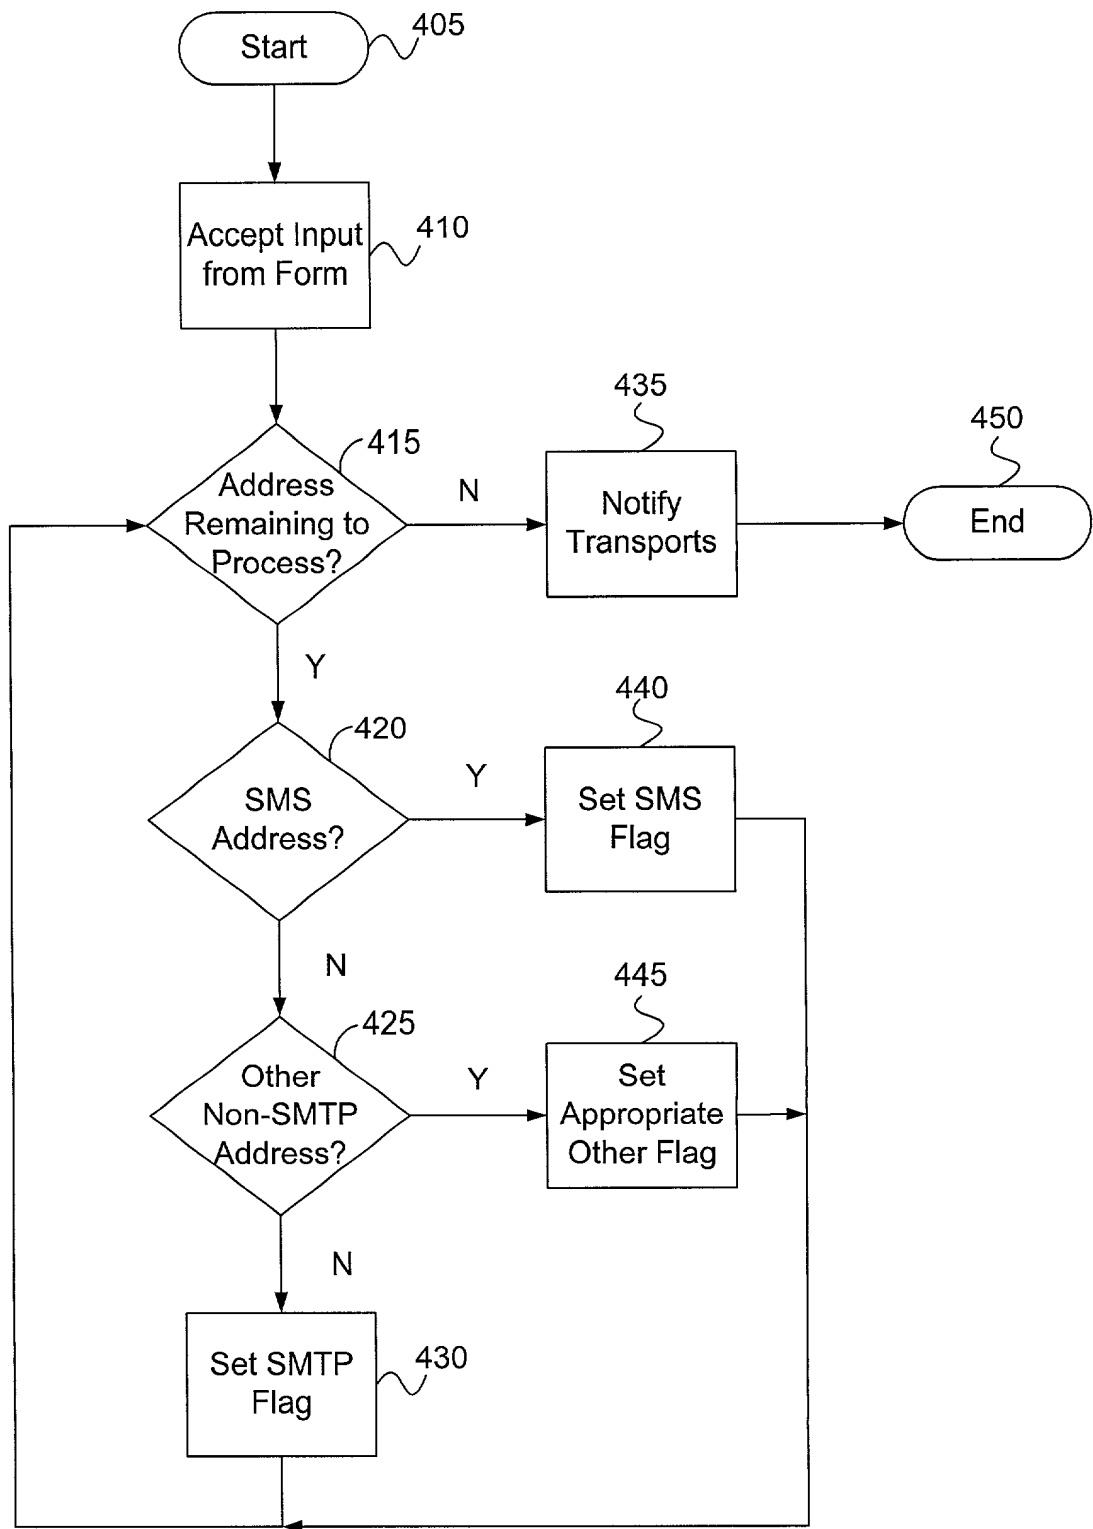 Start
405
Accept Input
from Form
410
Address
Remaining to
Process?
415
N
435
Notify
Transports
450
End
Y
SMS
Address?
420
Y
440
Set SMS
Flag
N
Other
Non-SMTP
Address?
425
Y
445
Set
Appropriate
Other Flag
N
Set SMTP
Flag
430